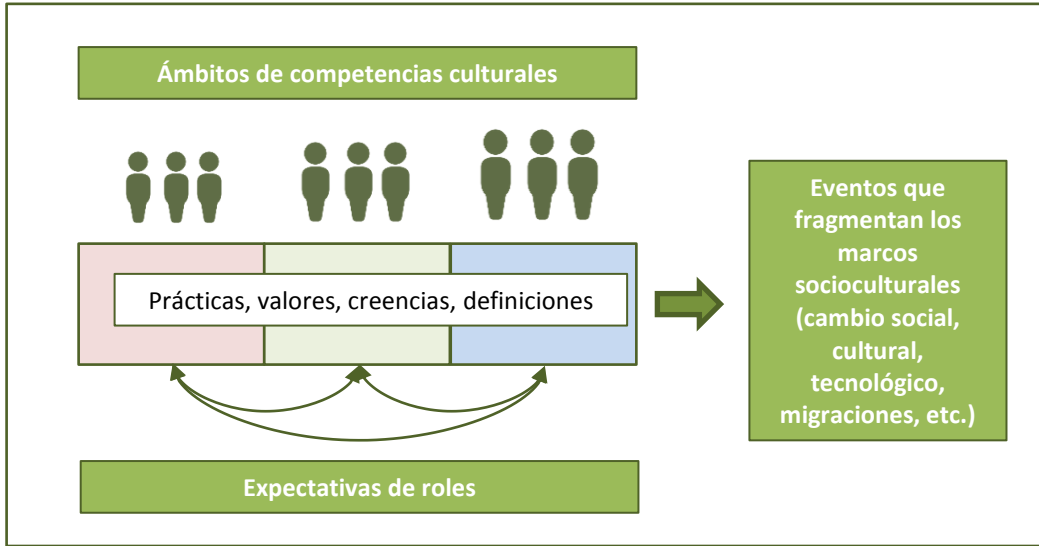 Ámbitos de competencias culturales
Prácticas, valores, creencias, definiciones
Eventos que
fragmentan los
marcos
socioculturales
(cambio social,
cultural,
tecnológico,
migraciones, etc.)
Expectativas de roles